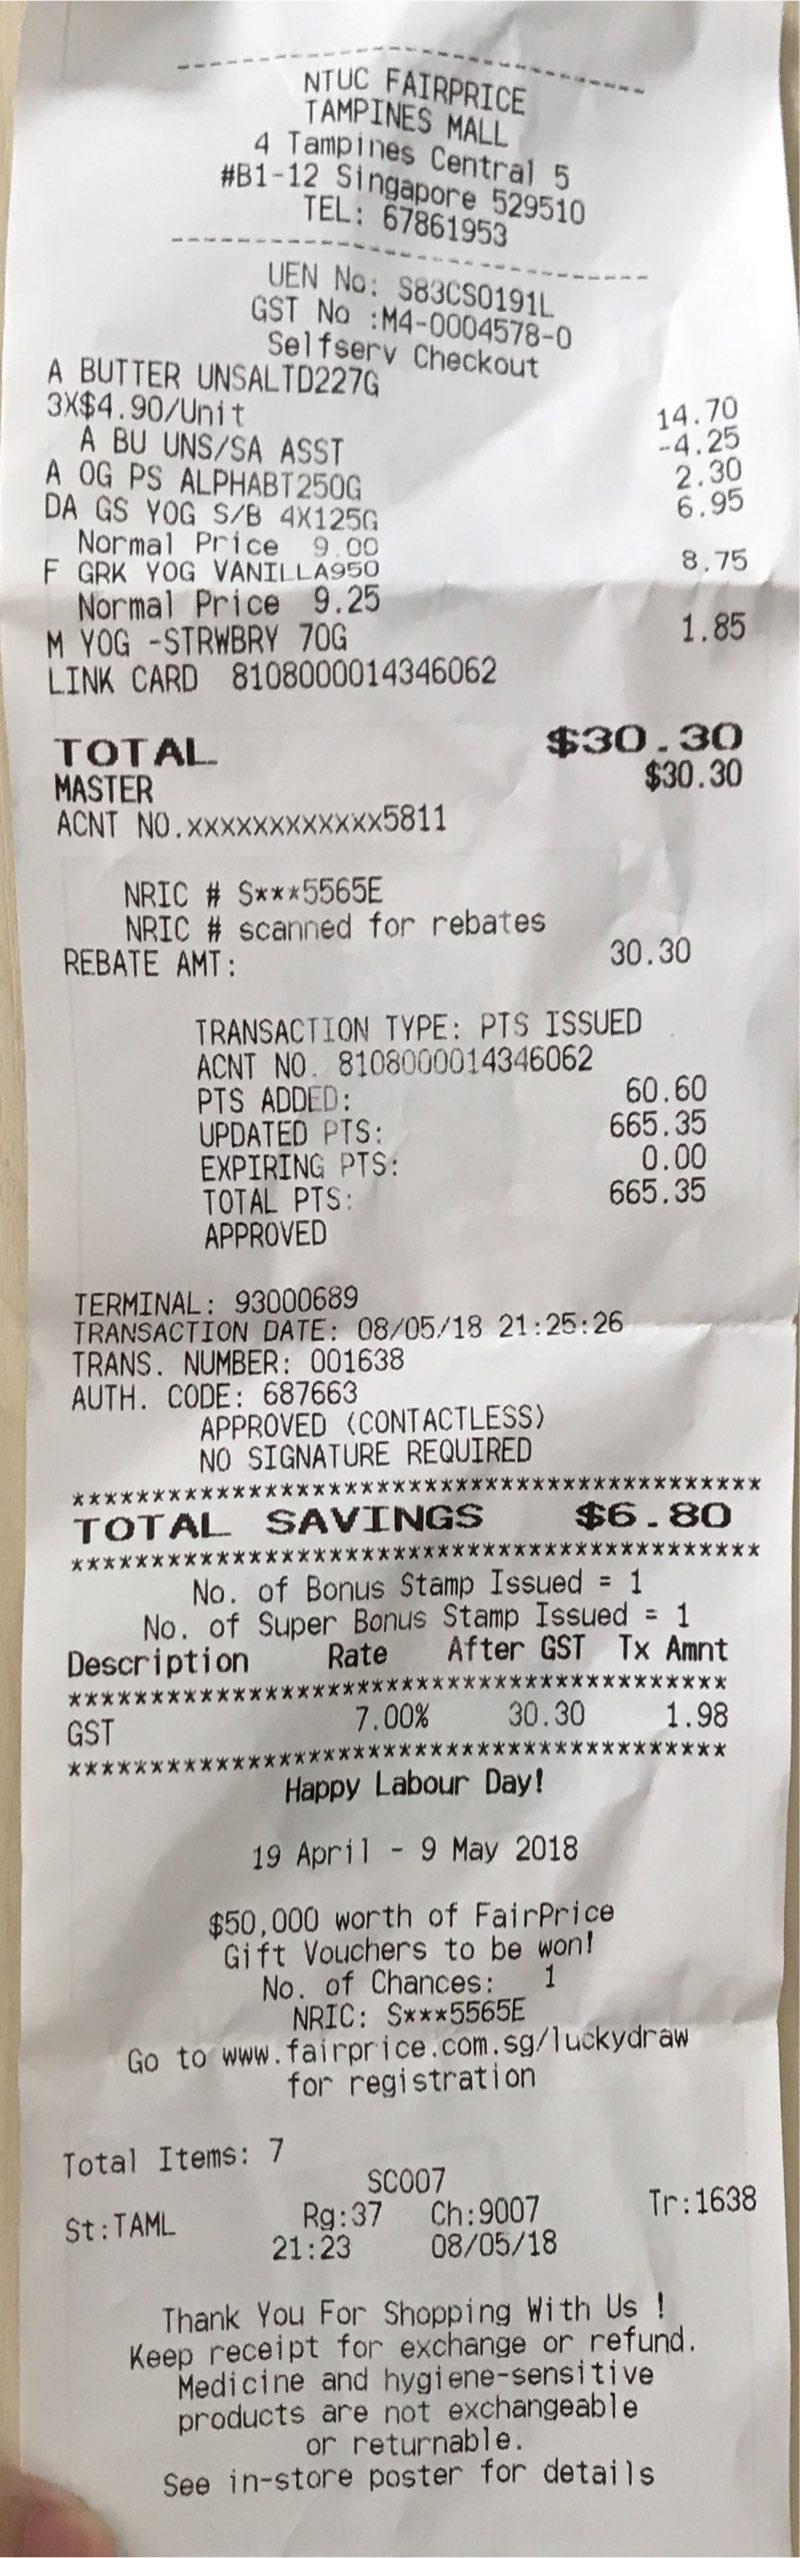 NTUC FAIRPRICE
TAMPINES MALL
4 Tampines Central 5
#B1-12 Singapore 529510
TEL: 67861953
UEN No: S83CS0191L
GST No :M4-0004578-0
Selfserv Checkout
A BUTTER UNSALTD227G
3X$4.90/Unit 14.70
A BU UNS/SA ASST -4.25
A OG PS ALPHABT250G 2.30
DA GS YOG S/B 4X125G 6.95
Normal Price 9.00
F GRK YOG VANILLA950 8.75
Normal Price 9.25
M YOG -STRWBRY 70G 1.85
LINK CARD 8108000014346062
TOTAL $30.30
MASTER $30.30
ACNT NO.xxxxxxxxxxxx5811
NRIC # S***5565E
NRIC # scanned for rebates
REBATE AMT: 30.30
TRANSACTION TYPE: PTS ISSUED
ACNT NO. 8108000014346062
PTS ADDED: 60.60
UPDATED PTS: 665.35
EXPIRING PTS: 0.00
TOTAL PTS: 665.35
APPROVED
TERMINAL: 93000689
TRANSACTION DATE: 08/05/18 21:25:26
TRANS. NUMBER: 001638
AUTH. CODE: 687663
APPROVED (CONTACTLESS)
NO SIGNATURE REQUIRED
*******************************************
TOTAL SAVINGS $6.80
*******************************************
No. of Bonus Stamp Issued = 1
No. of Super Bonus Stamp Issued = 1
Description Rate After GST Tx Amnt
*****************************************
GST 7.00% 30.30 1.98
*****************************************
Happy Labour Day!
19 April - 9 May 2018
$50,000 worth of FairPrice
Gift Vouchers to be won!
No. of Chances: 1
NRIC: S***5565E
Go to www.fairprice.com.sg/luckydraw
for registration
Total Items: 7
SC007
St:TAML Rg:37 Ch:9007 Tr:1638
21:23 08/05/18
Thank You For Shopping With Us !
Keep receipt for exchange or refund.
Medicine and hygiene-sensitive
products are not exchangeable
or returnable.
See in-store poster for details